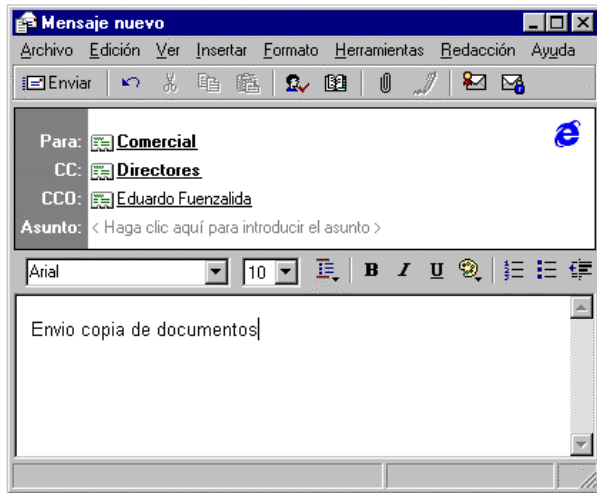 Mensaje nuevo
Archivo Edición Ver Insertar Formato Herramientas Redacción Ayuda
Enviar
Para: Comercial
CC: Directores
CCO: Eduardo Fuenzalida
Asunto: < Haga clic aquí para introducir el asunto >
Arial 10 B I U
Envio copia de documentos